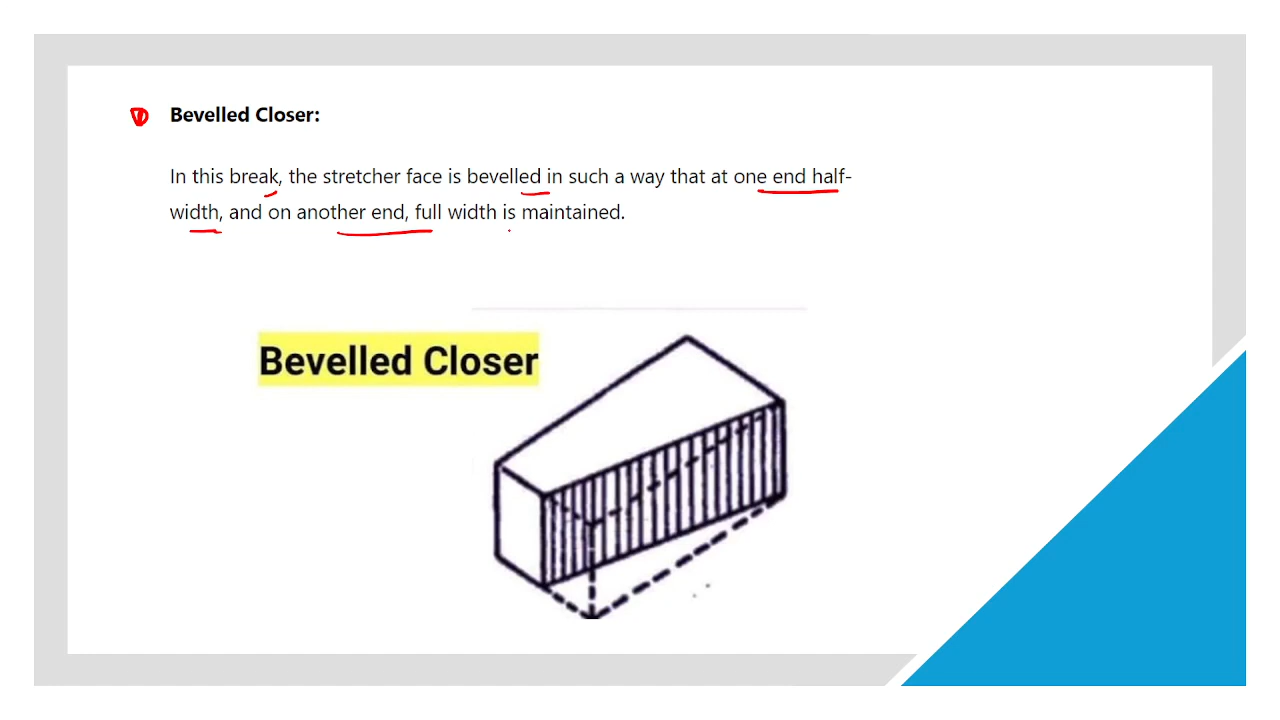 Bevelled Closer:
In this break, the stretcher face is bevelled in such a way that at one end half-
width, and on another end, full width is maintained.
Bevelled Closer